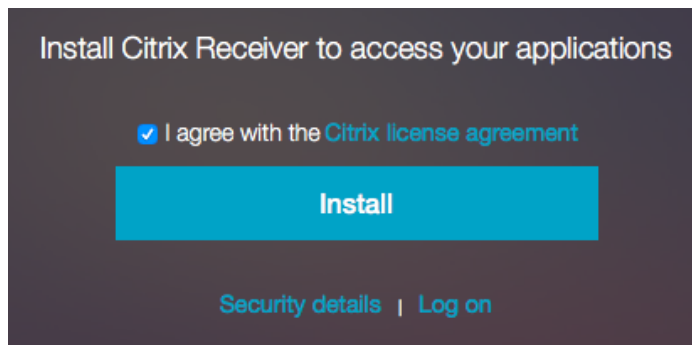 Install Citrix Receiver to access your applications
I agree with the Citrix license agreement
Install
Security details | Log on